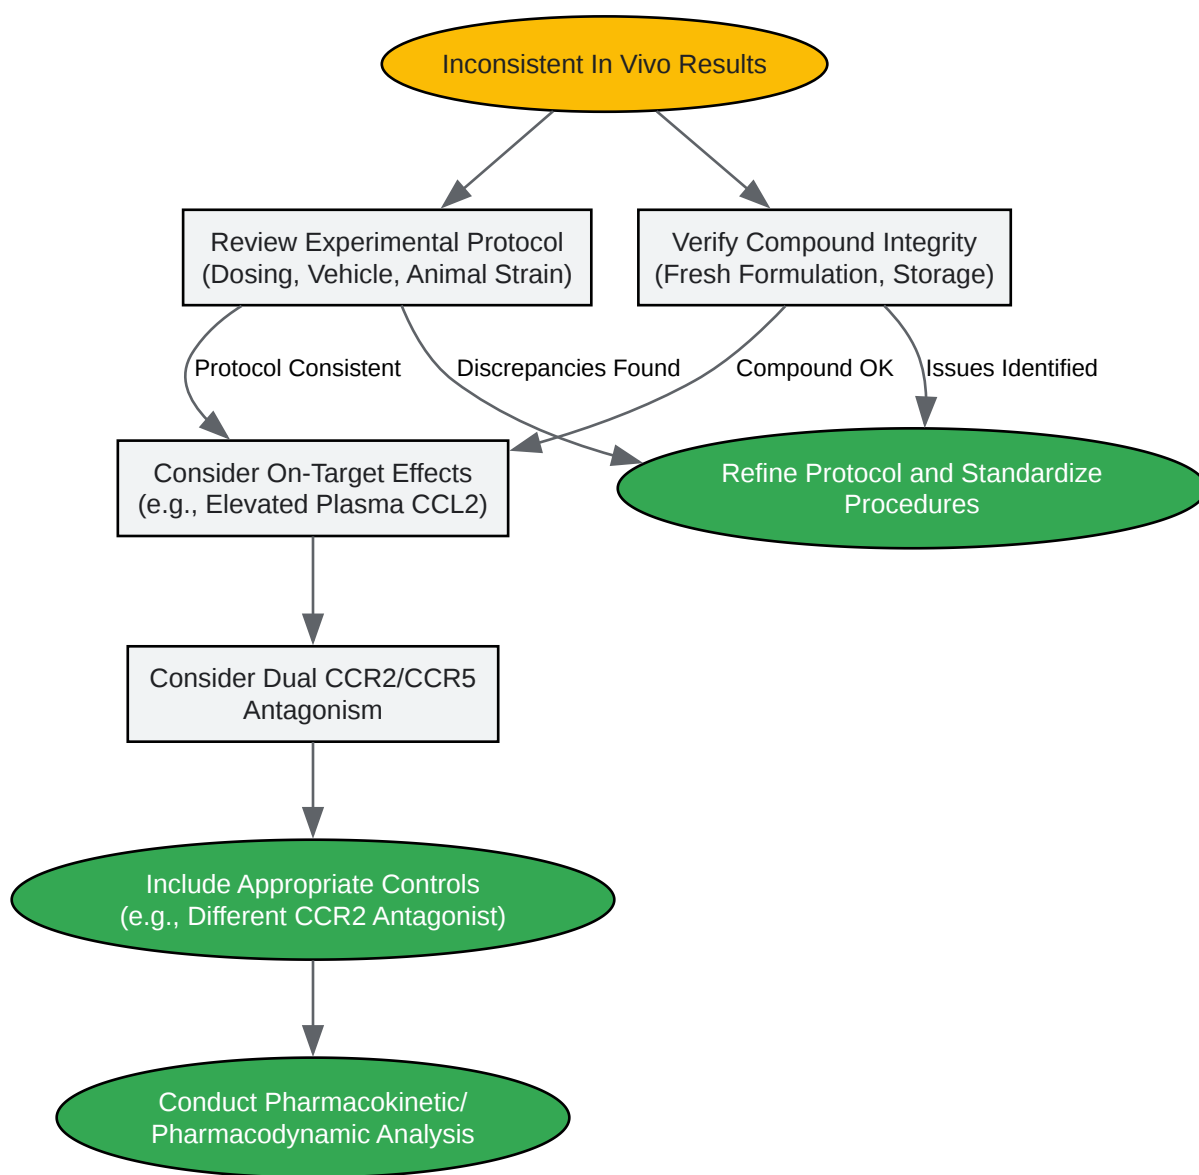 Inconsistent In Vivo Results
Review Experimental Protocol
(Dosing, Vehicle, Animal Strain)
Verify Compound Integrity
(Fresh Formulation, Storage)
Protocol Consistent
Discrepancies Found
Compound OK
Issues Identified
Consider On-Target Effects
(e.g., Elevated Plasma CCL2)
Refine Protocol and Standardize
Procedures
Consider Dual CCR2/CCR5
Antagonism
Include Appropriate Controls
(e.g., Different CCR2 Antagonist)
Conduct Pharmacokinetic/
Pharmacodynamic Analysis